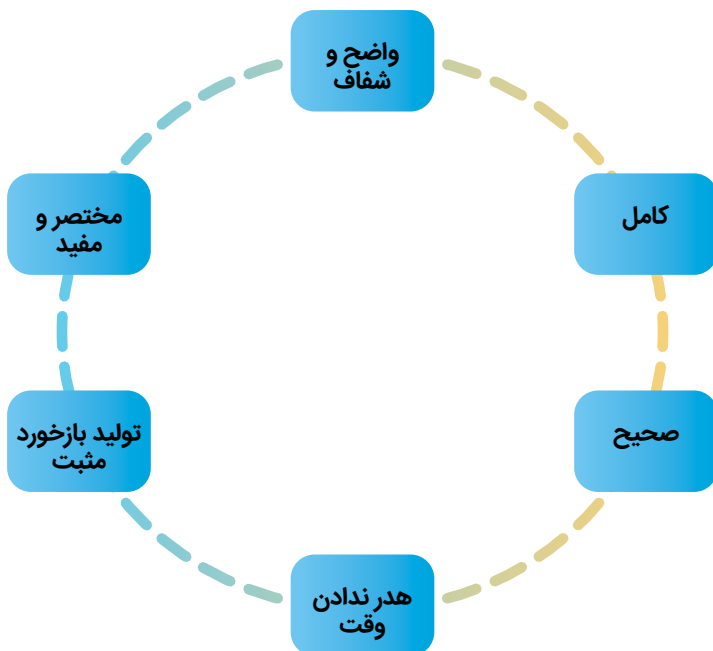 واضح و
شفاف
کامل
صحیح
هدر ندادن
وقت
تولید بازخورد
مثبت
مختصر و
مفید